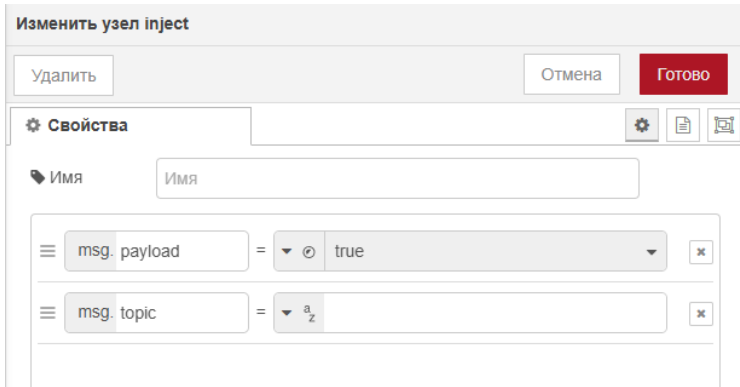 Изменить узел inject
Удалить Отмена Готово
Свойства
Имя Имя
msg. payload = true
msg. topic = a z